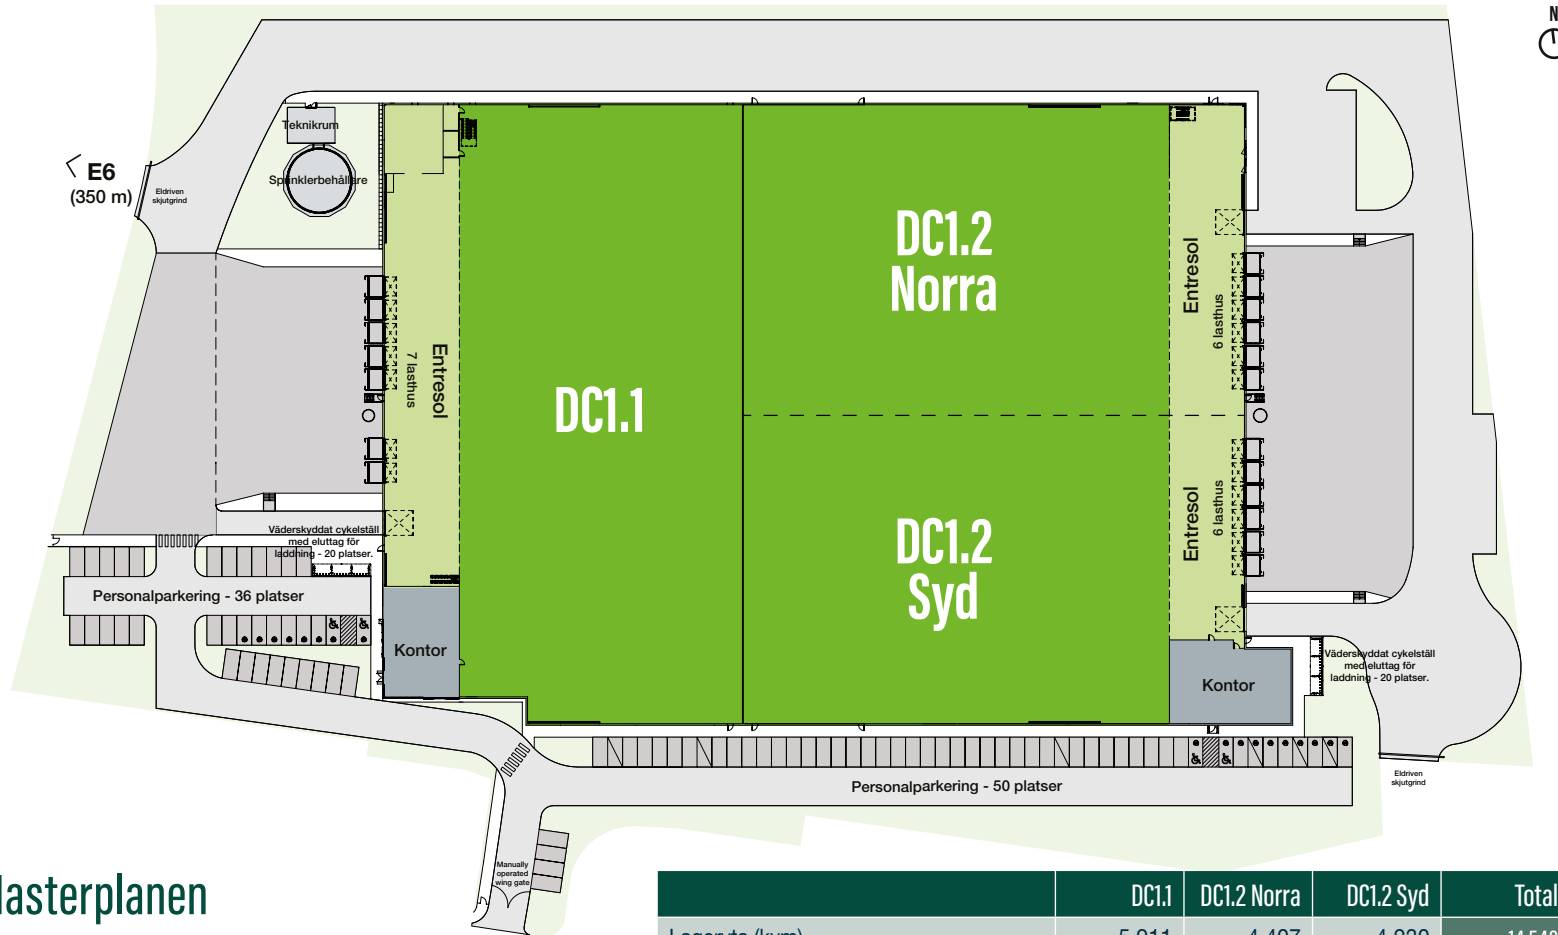 N
Teknikrum
Sprinklerbehållare
E6
(350 m)
Eldriven
skjutgrind
DC1.2
Norra
Entresol
6 lasthus
Entresol
7 lasthus
DC1.1
DC1.2
Syd
Entresol
6 lasthus
Väderskyddat cykelställ
med eluttag för
laddning - 20 platser.
Personalparkering - 36 platser
Kontor
Kontor
Väderskyddat cykelställ
med eluttag för
laddning - 20 platser.
Personalparkering - 50 platser
Eldriven
skjutgrind
Manually
operated
wing gate
Masterplanen
DC1.1 DC1.2 Norra DC1.2 Syd Total